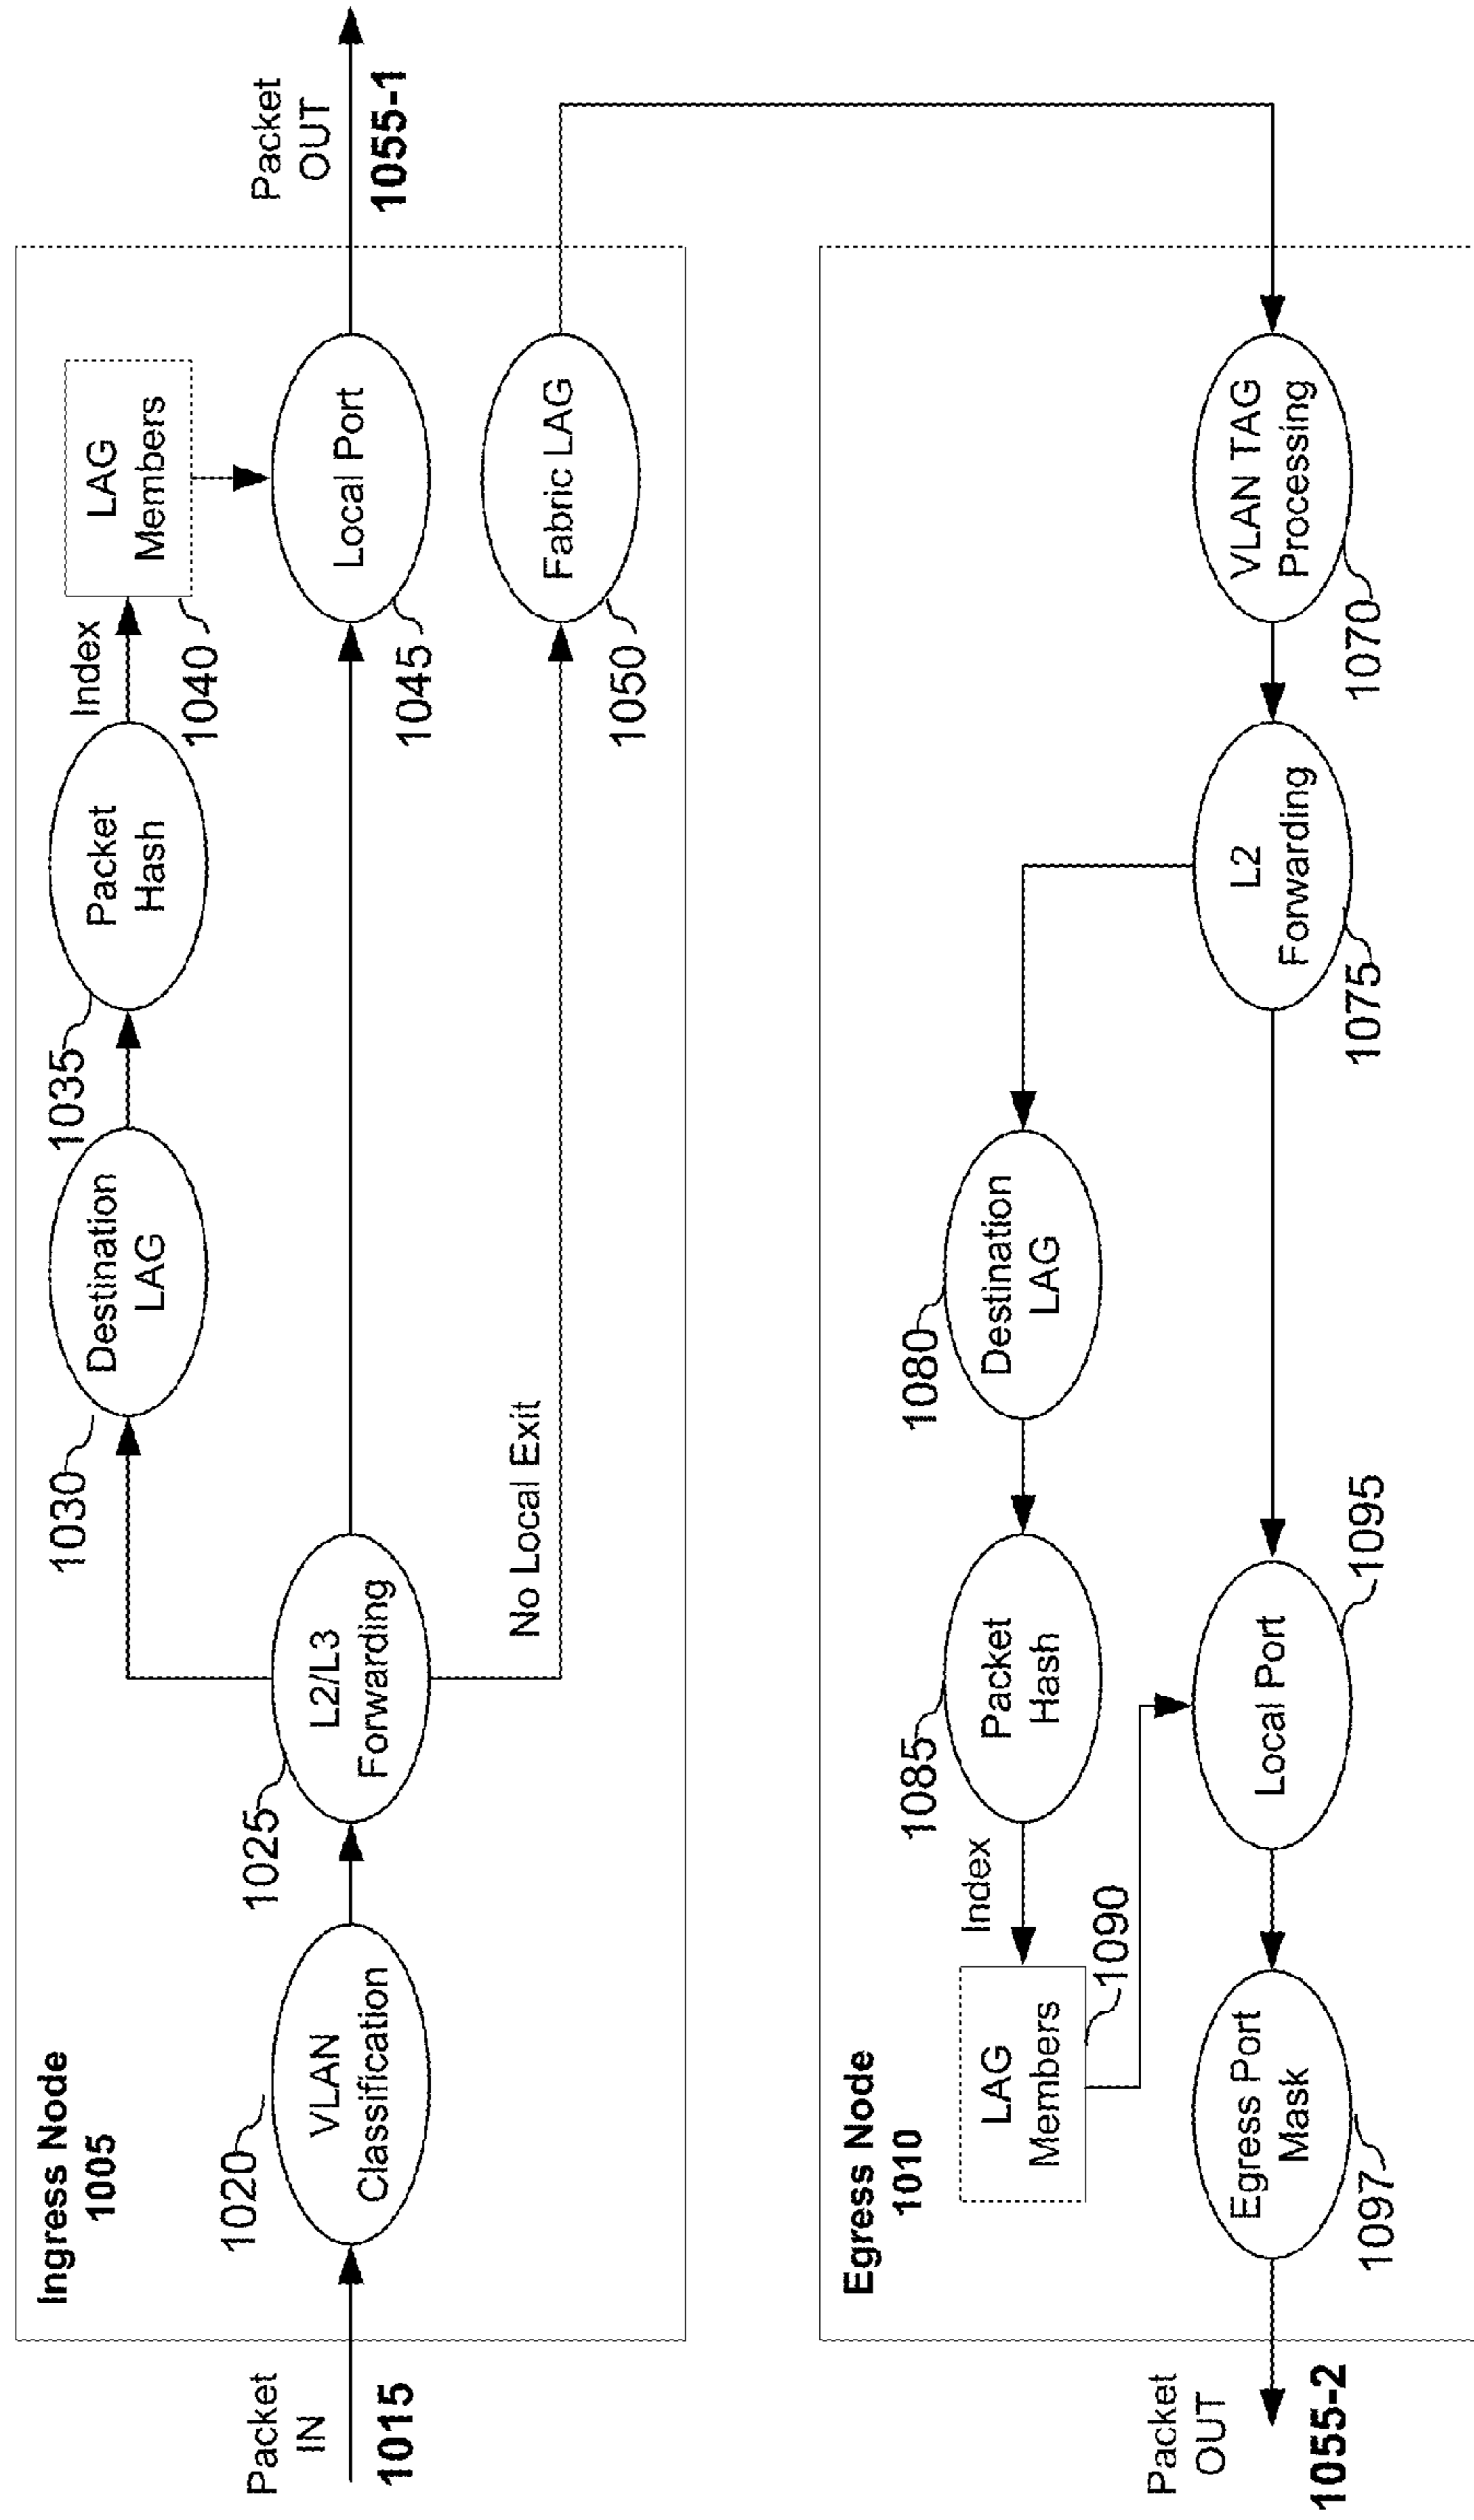 Ingress Node
1005
Packet
IN
1015
1020
VLAN
Classification
1025
L2/L3
Forwarding
1030
Destination
LAG
1035
Packet
Hash
Index
LAG
Members
1040
Local Port
1045
No Local Exit
Fabric LAG
1050
Packet
OUT
1055-1
Egress Node
1010
VLAN TAG
Processing
1070
L2
Forwarding
1075
1080
Destination
LAG
1085
Packet
Hash
Index
LAG
Members
1090
Local Port
1095
Egress Port
Mask
1097
Packet
OUT
1055-2